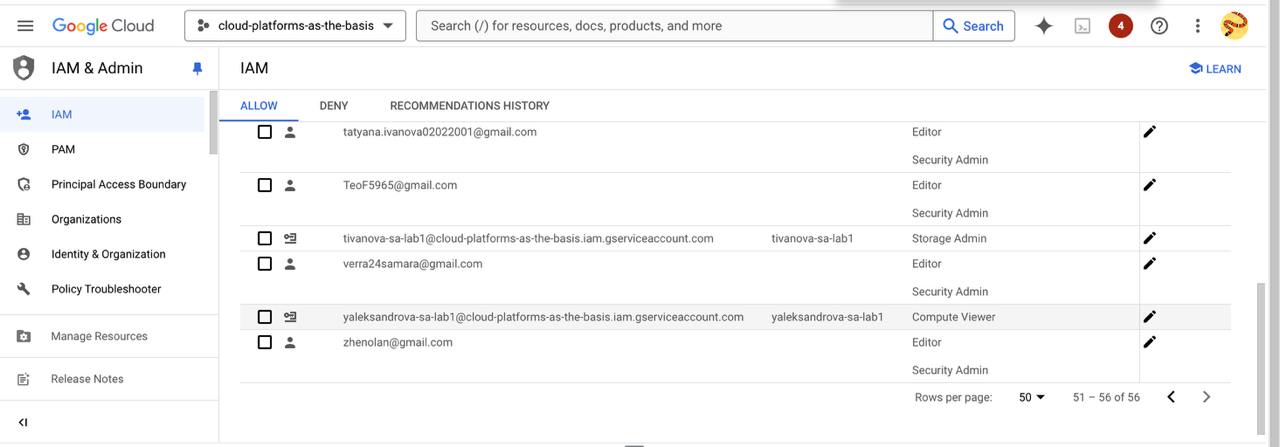 Google Cloud
cloud-platforms-as-the-basis
Search (/) for resources, docs, products, and more
Search
4
IAM & Admin
IAM
LEARN
IAM
PAM
Principal Access Boundary
Organizations
Identity & Organization
Policy Troubleshooter
Manage Resources
Release Notes
ALLOW DENY RECOMMENDATIONS HISTORY
tatyana.ivanova02022001@gmail.com Editor
Security Admin
TeoF5965@gmail.com Editor
Security Admin
tivanova-sa-lab1@cloud-platforms-as-the-basis.iam.gserviceaccount.com tivanova-sa-lab1 Storage Admin
verra24samara@gmail.com Editor
Security Admin
yaleksandrova-sa-lab1@cloud-platforms-as-the-basis.iam.gserviceaccount.com yaleksandrova-sa-lab1 Compute Viewer
zhenolan@gmail.com Editor
Security Admin
Rows per page: 50 51 – 56 of 56